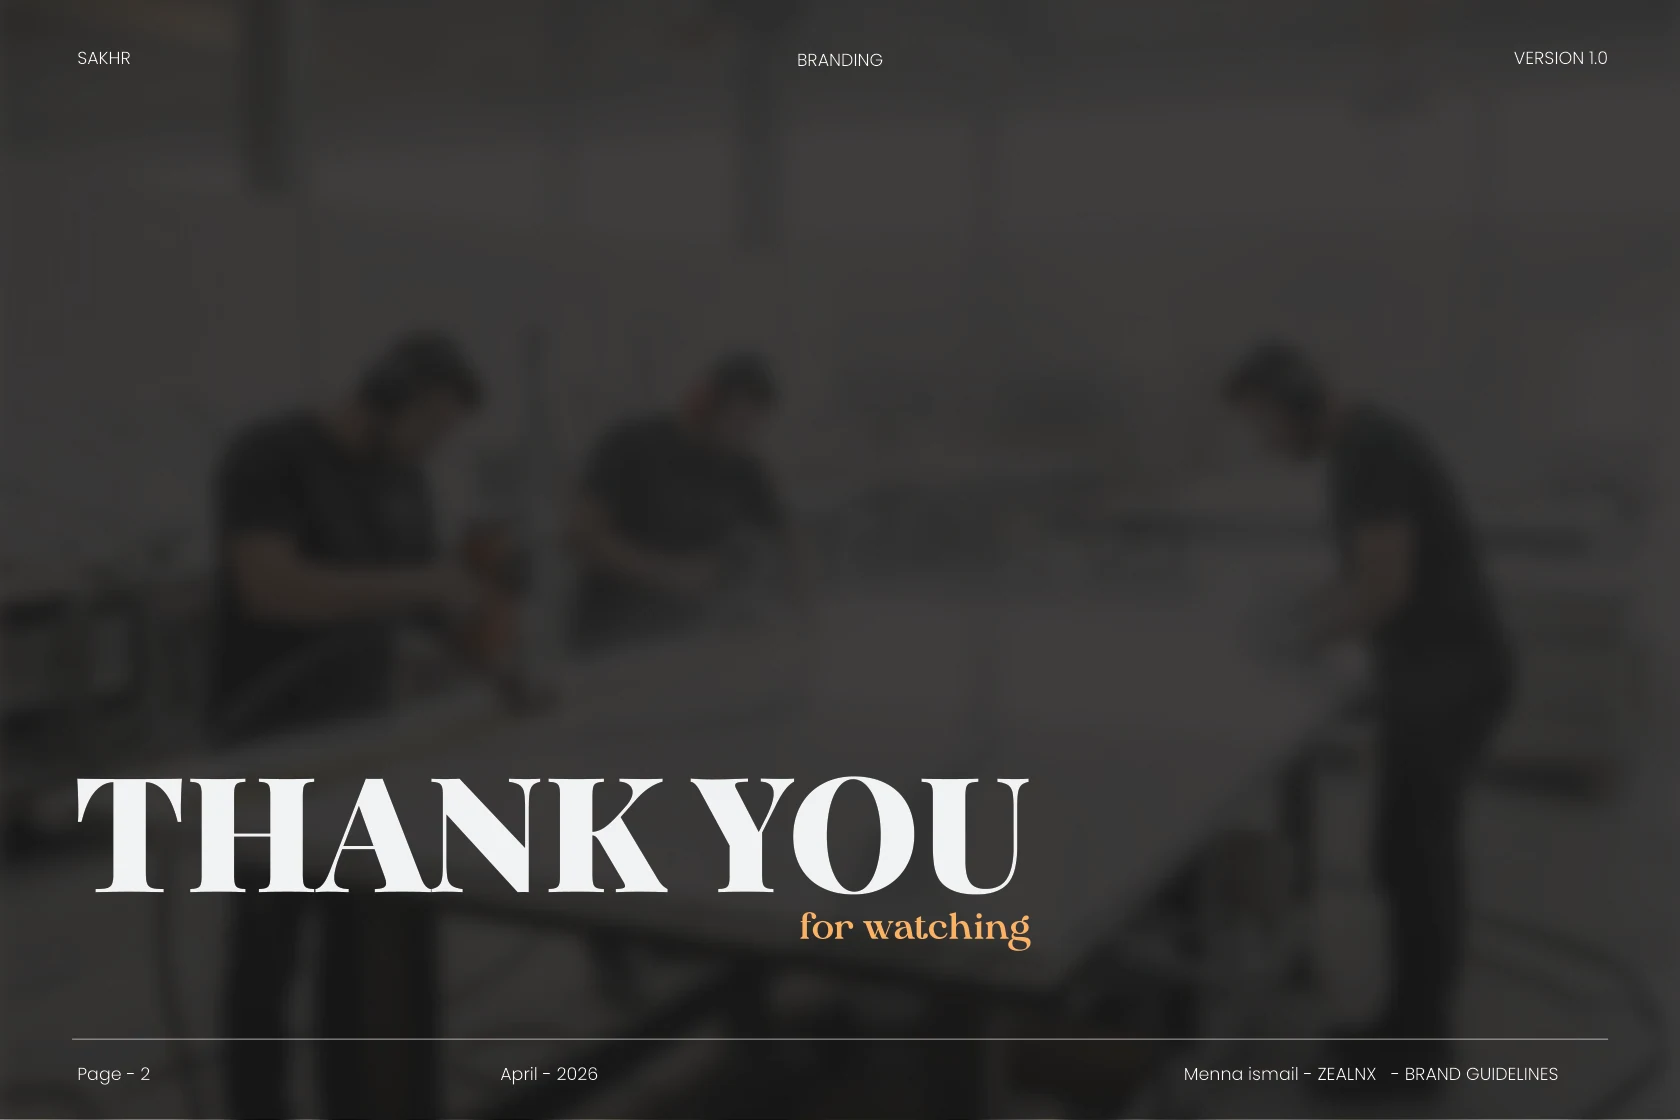 SAKHR BRANDING VERSION 1.0
THANK YOU
for watching
Page - 2 April - 2026 Menna ismail - ZEALNX - BRAND GUIDELINES